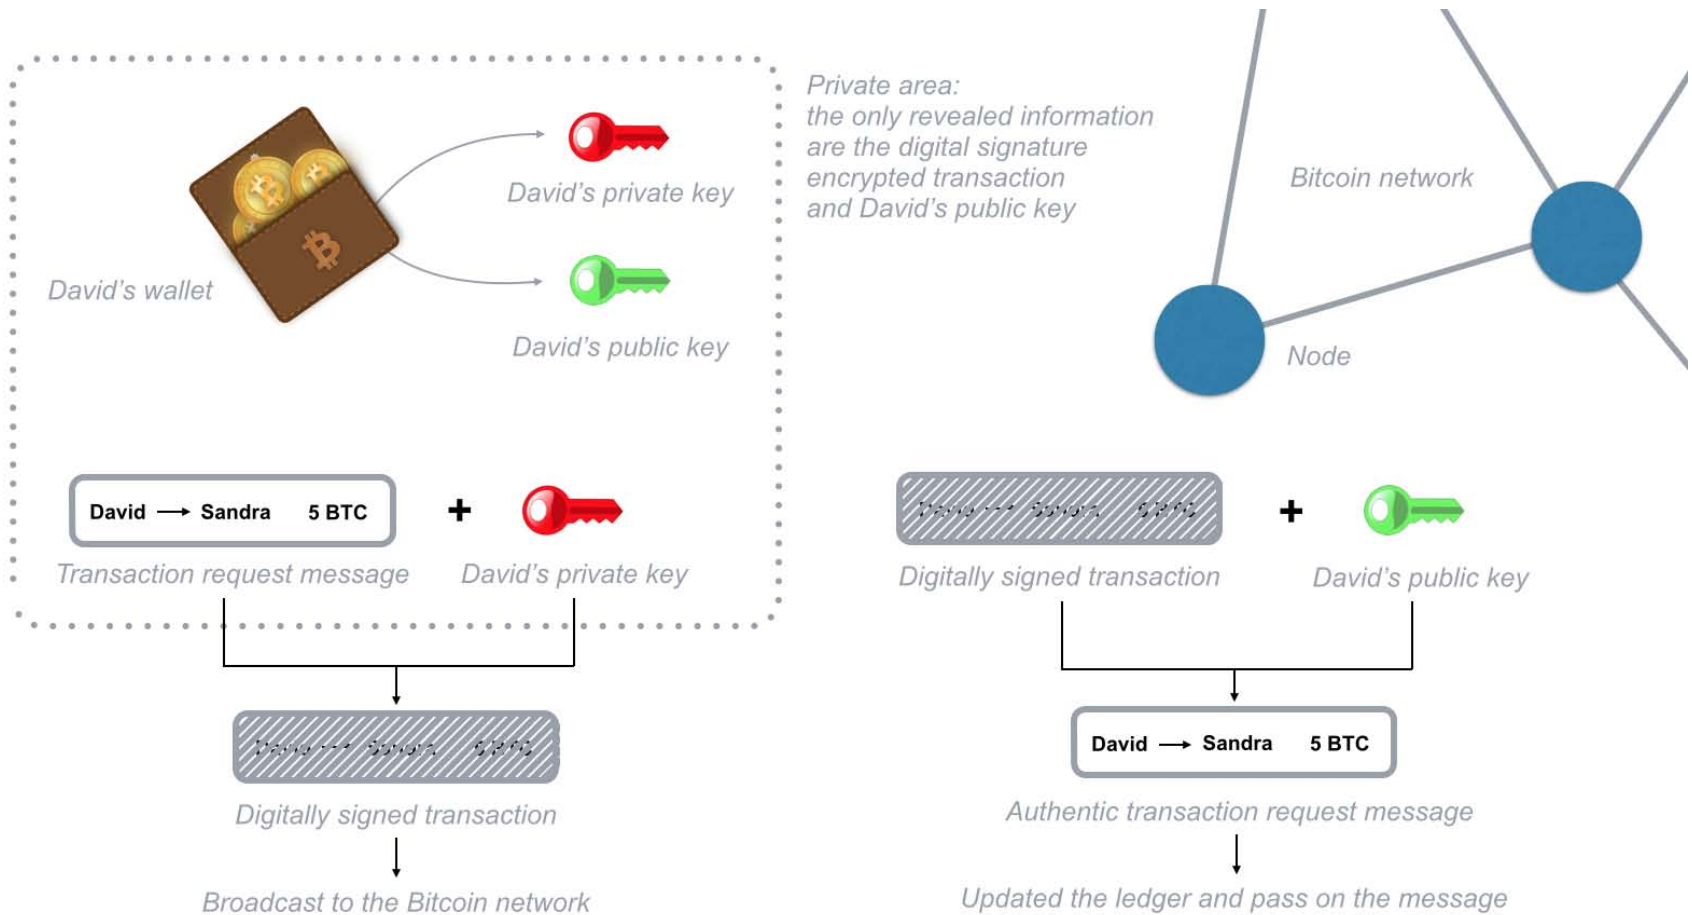 David's private key
David's wallet
David's public key
David → Sandra 5 BTC
+
Transaction request message
David's private key
Digitally signed transaction
Broadcast to the Bitcoin network
Private area:
the only revealed information
are the digital signature
encrypted transaction
and David's public key
Bitcoin network
Node
+
Digitally signed transaction
David's public key
David → Sandra 5 BTC
Authentic transaction request message
Updated the ledger and pass on the message